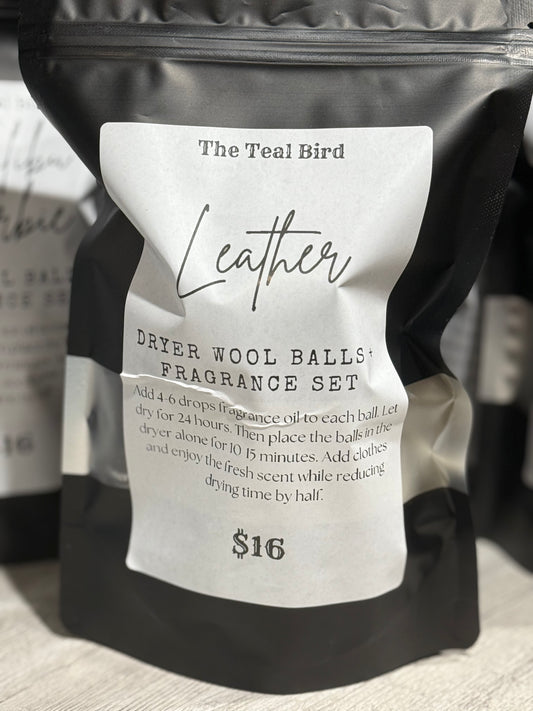 The Teal Bird
Leather
DRYER WOOL BALLS+
FRAGRANCE SET
Add 4-6 drops fragrance oil to each ball. Let
dry for 24 hours. Then place the balls in the
dryer alone for 10 15 minutes. Add clothes
and enjoy the fresh scent while reducing
drying time by half.
$16
$16